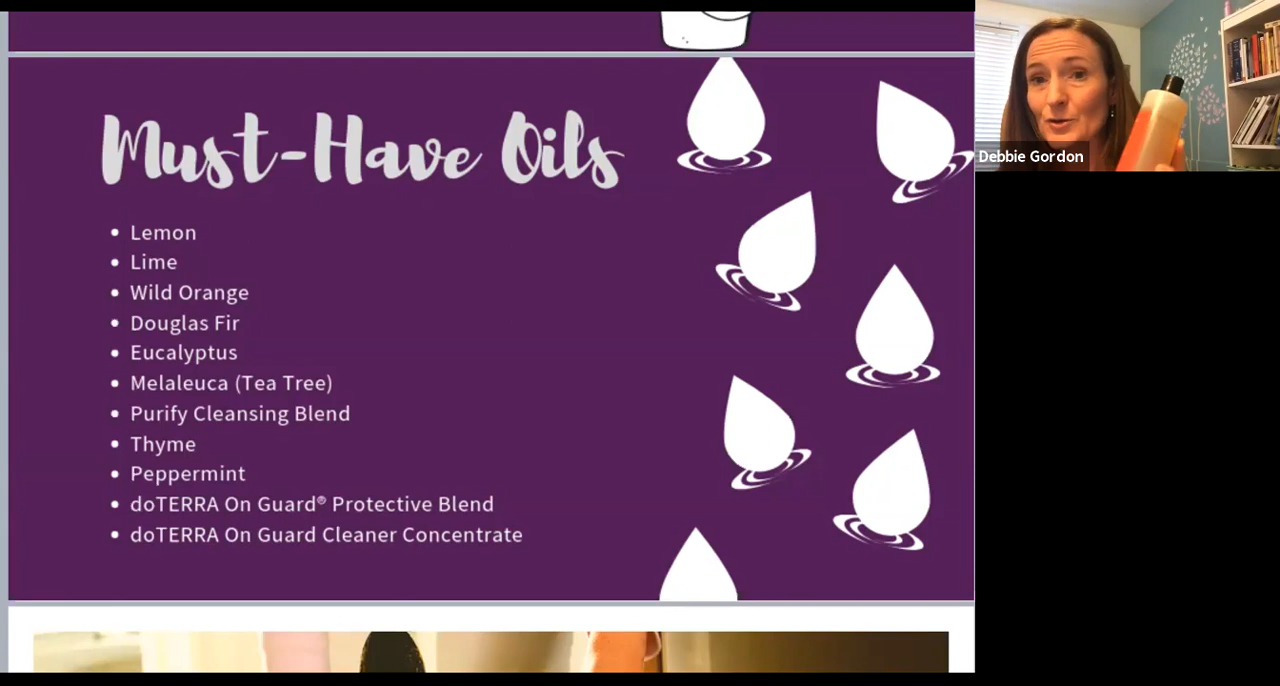 Must-Have Oils
Lemon
Lime
Wild Orange
Douglas Fir
Eucalyptus
Melaleuca (Tea Tree)
Purify Cleansing Blend
Thyme
Peppermint
doTERRA On Guard® Protective Blend
doTERRA On Guard Cleaner Concentrate
Debbie Gordon